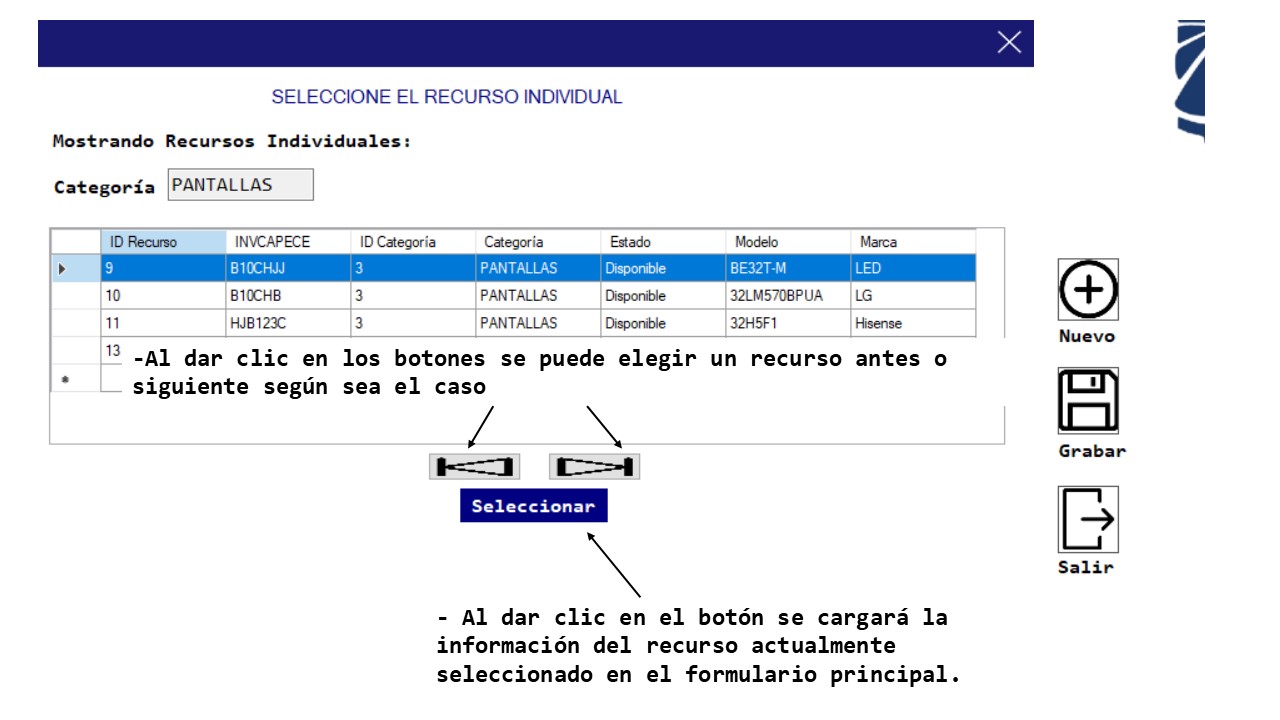 SELECCIONE EL RECURSO INDIVIDUAL
Mostrando Recursos Individuales:
Categoría PANTALLAS
ID Recurso INVCAPECE ID Categoría Categoría Estado Modelo Marca
9 B10CHJJ 3 PANTALLAS Disponible BE32T-M LED
10 B10CHB 3 PANTALLAS Disponible 32LM570BPUA LG
11 HJB123C 3 PANTALLAS Disponible 32H5F1 Hisense
13
-Al dar clic en los botones se puede elegir un recurso antes o
siguiente según sea el caso
Seleccionar
- Al dar clic en el botón se cargará la
información del recurso actualmente
seleccionado en el formulario principal.
Nuevo
Grabar
Salir